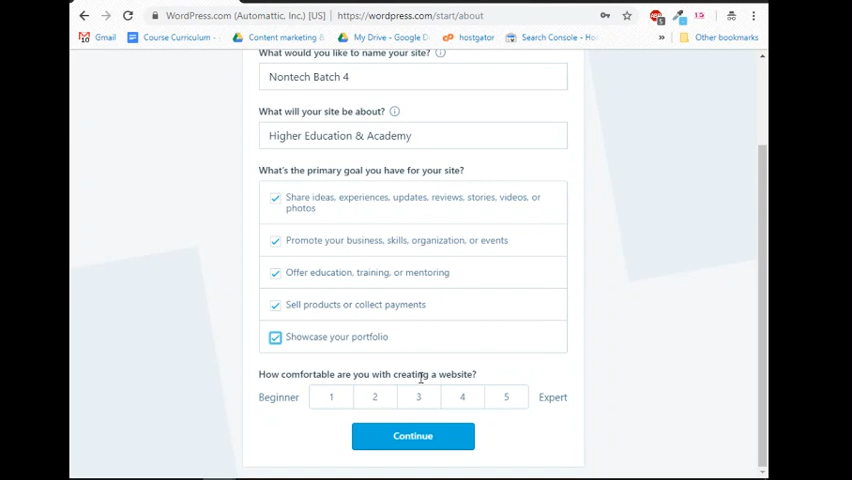 WordPress.com (Automattic, Inc.) [US] | https://wordpress.com/start/about
Gmail Course Curriculum - Content marketing & My Drive - Google D hostgator Search Console - Ho » Other bookmarks
What would you like to name your site?
Nontech Batch 4
What will your site be about?
Higher Education & Academy
What's the primary goal you have for your site?
Share ideas, experiences, updates, reviews, stories, videos, or
photos
Promote your business, skills, organization, or events
Offer education, training, or mentoring
Sell products or collect payments
Showcase your portfolio
How comfortable are you with creating a website?
Beginner 1 2 3 4 5 Expert
Continue